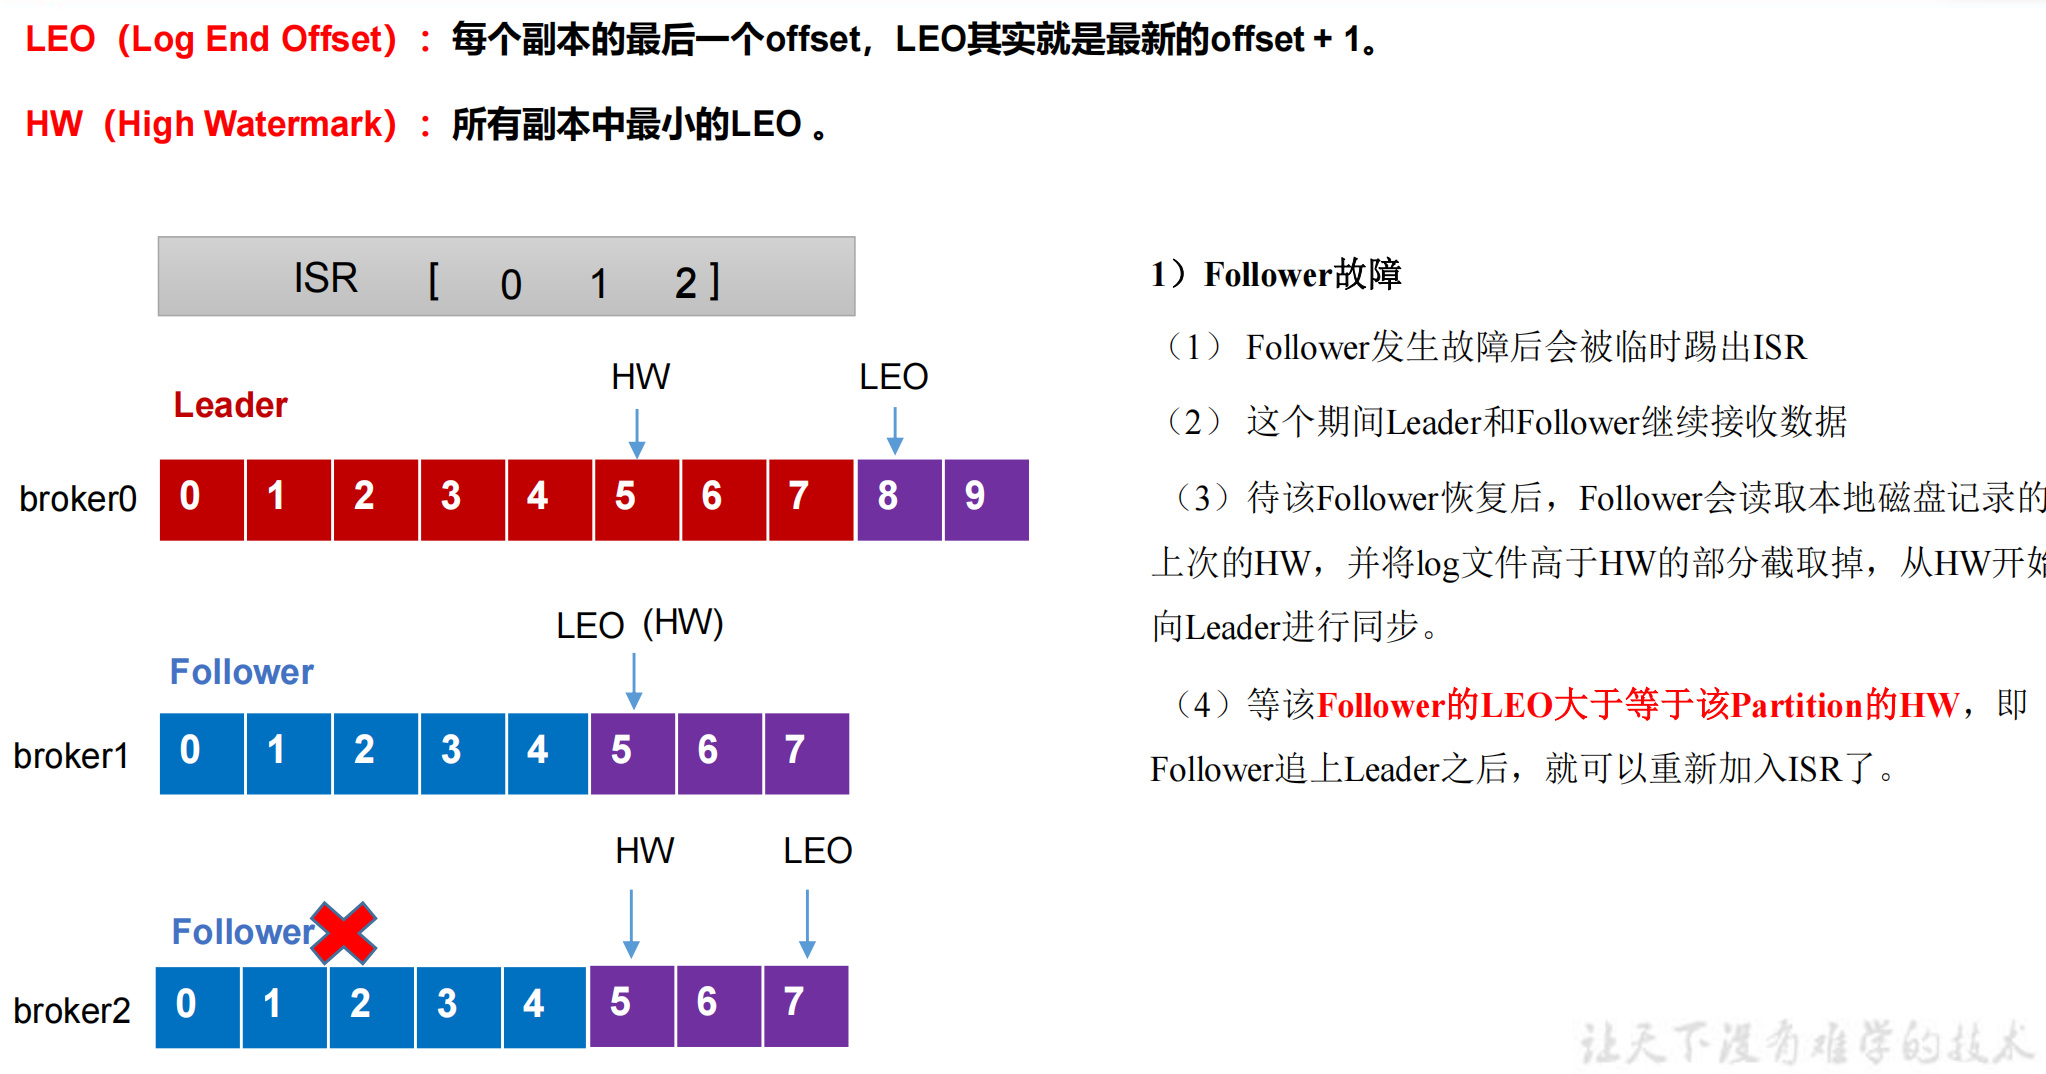 LEO（Log End Offset）：每个副本的最后一个offset，LEO其实就是最新的offset + 1。
HW（High Watermark）：所有副本中最小的LEO 。
ISR [ 0 1 2 ]
HW LEO
Leader
broker0 0 1 2 3 4 5 6 7 8 9
LEO（HW）
Follower
broker1 0 1 2 3 4 5 6 7
HW LEO
Follower
broker2 0 1 2 3 4 5 6 7
1）Follower故障
（1） Follower发生故障后会被临时踢出ISR
（2） 这个期间Leader和Follower继续接收数据
（3）待该Follower恢复后，Follower会读取本地磁盘记录的
上次的HW，并将log文件高于HW的部分截取掉，从HW开始
向Leader进行同步。
（4）等该Follower的LEO大于等于该Partition的HW，即
Follower追上Leader之后，就可以重新加入ISR了。
让天下没有难学的技术